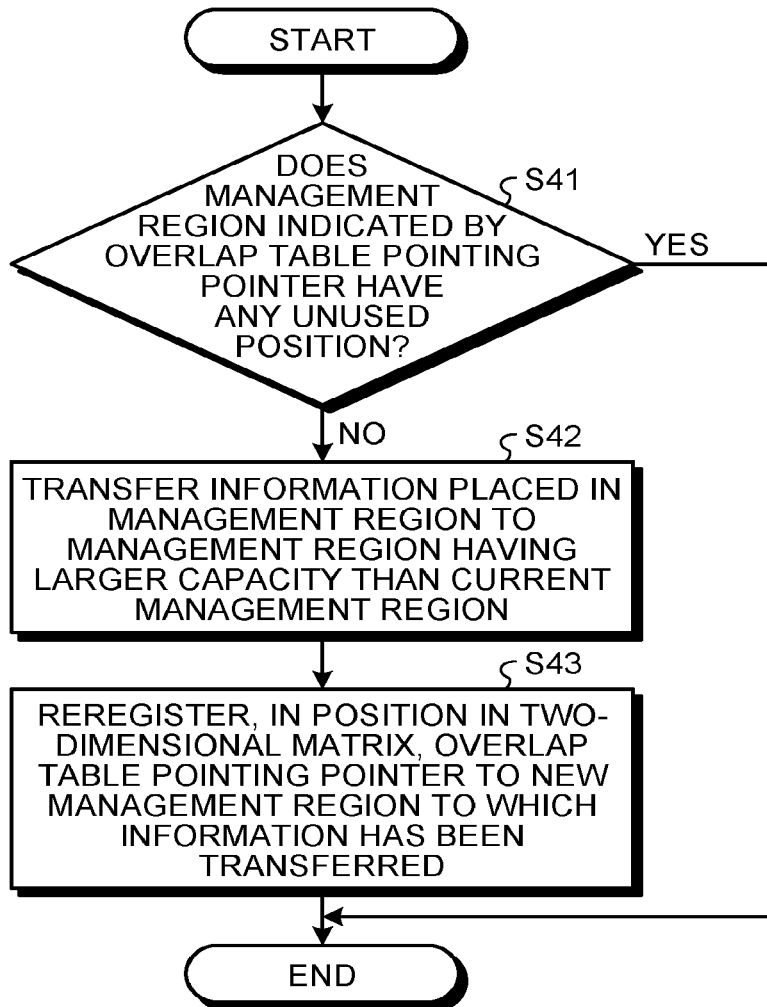 START
DOES
MANAGEMENT
REGION INDICATED BY
OVERLAP TABLE POINTING
POINTER HAVE
ANY UNUSED
POSITION?
S41
YES
NO
S42
TRANSFER INFORMATION PLACED IN
MANAGEMENT REGION TO
MANAGEMENT REGION HAVING
LARGER CAPACITY THAN CURRENT
MANAGEMENT REGION
S43
REREGISTER, IN POSITION IN TWO-
DIMENSIONAL MATRIX, OVERLAP
TABLE POINTING POINTER TO NEW
MANAGEMENT REGION TO WHICH
INFORMATION HAS BEEN
TRANSFERRED
END